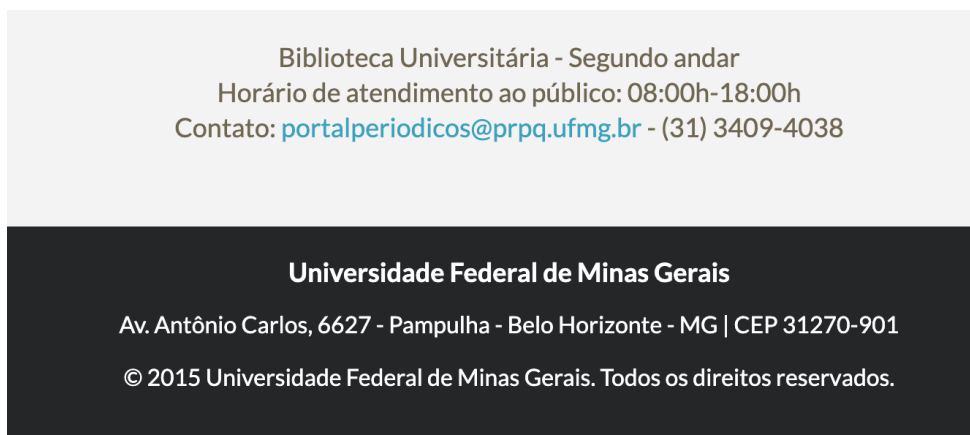 Biblioteca Universitária - Segundo andar
Horário de atendimento ao público: 08:00h-18:00h
Contato: portalperiodicos@prpq.ufmg.br - (31) 3409-4038
Universidade Federal de Minas Gerais
Av. Antônio Carlos, 6627 - Pampulha - Belo Horizonte - MG | CEP 31270-901
© 2015 Universidade Federal de Minas Gerais. Todos os direitos reservados.